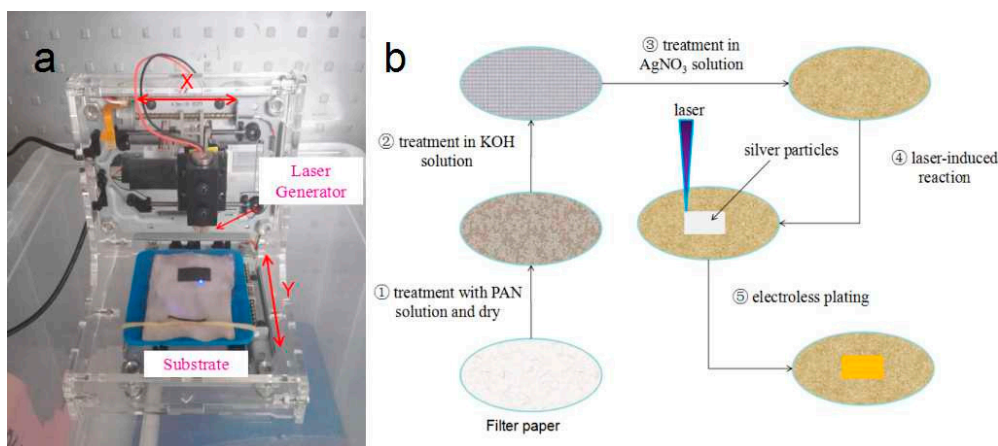 a
X
Laser
Generator
Y
Substrate
b
③ treatment in
AgNO₃ solution
laser
② treatment in KOH
solution
silver particles
④ laser-induced
reaction
① treatment with PAN
solution and dry
⑤ electroless plating
Filter paper